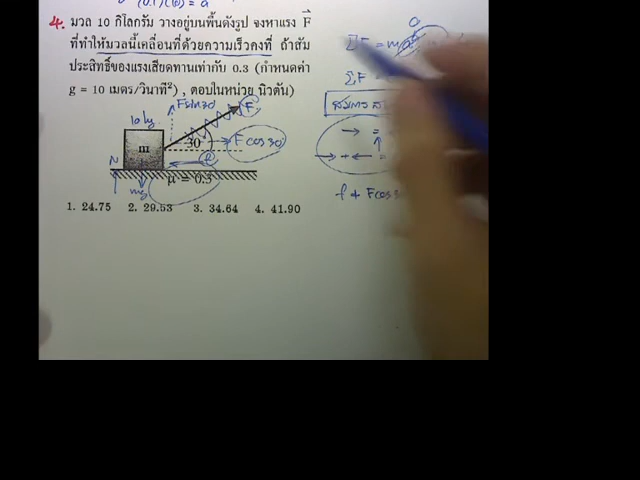 (0.1)(g) = a
4. มวล 10 กิโลกรัม วางอยู่บนพื้นดังรูป จงหาแรง F
ที่ทำให้มวลนี้เคลื่อนที่ด้วยความเร็วคงที่ ถ้าสัม
ประสิทธิ์ของแรงเสียดทานเท่ากับ 0.3 (กำหนดค่า
g = 10 เมตร/วินาที²), ตอบในหน่วย นิวตัน)
ΣF = ma 0
ΣF =
10 kg
F sin 30
F
m
30°
F cos 30
N
f
mg
μ = 0.3
f + F cos 30
1. 24.75 2. 29.53 3. 34.64 4. 41.90